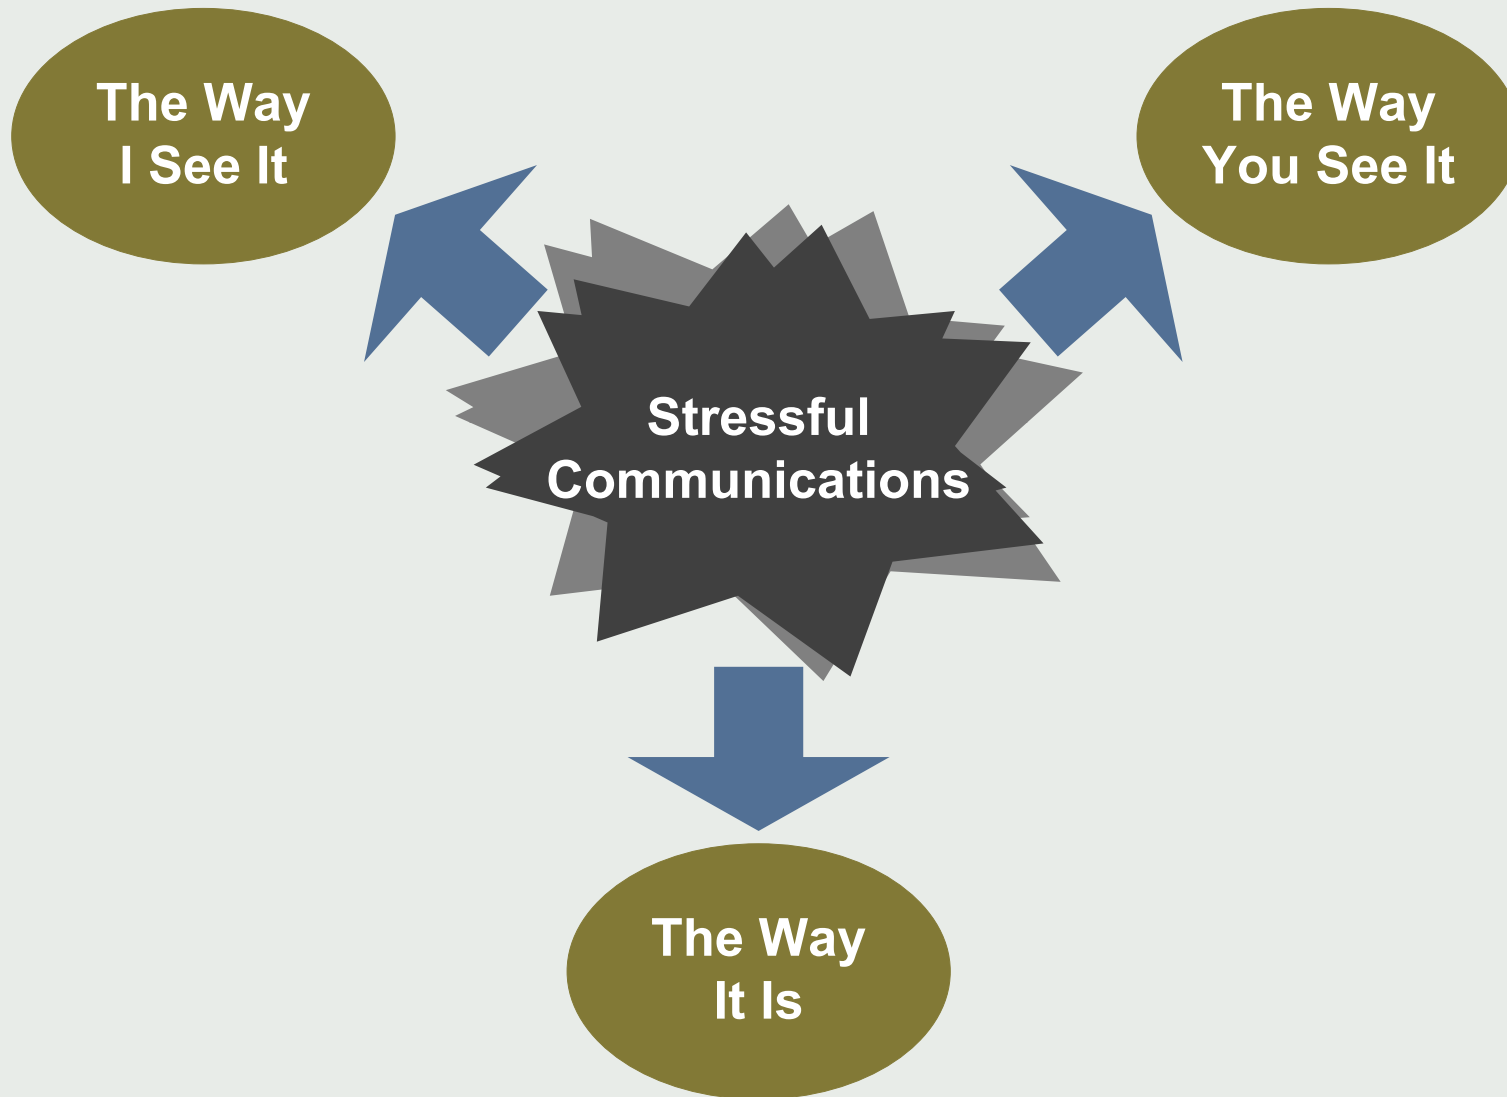 The Way
I See It
The Way
You See It
Stressful
Communications
The Way
It Is